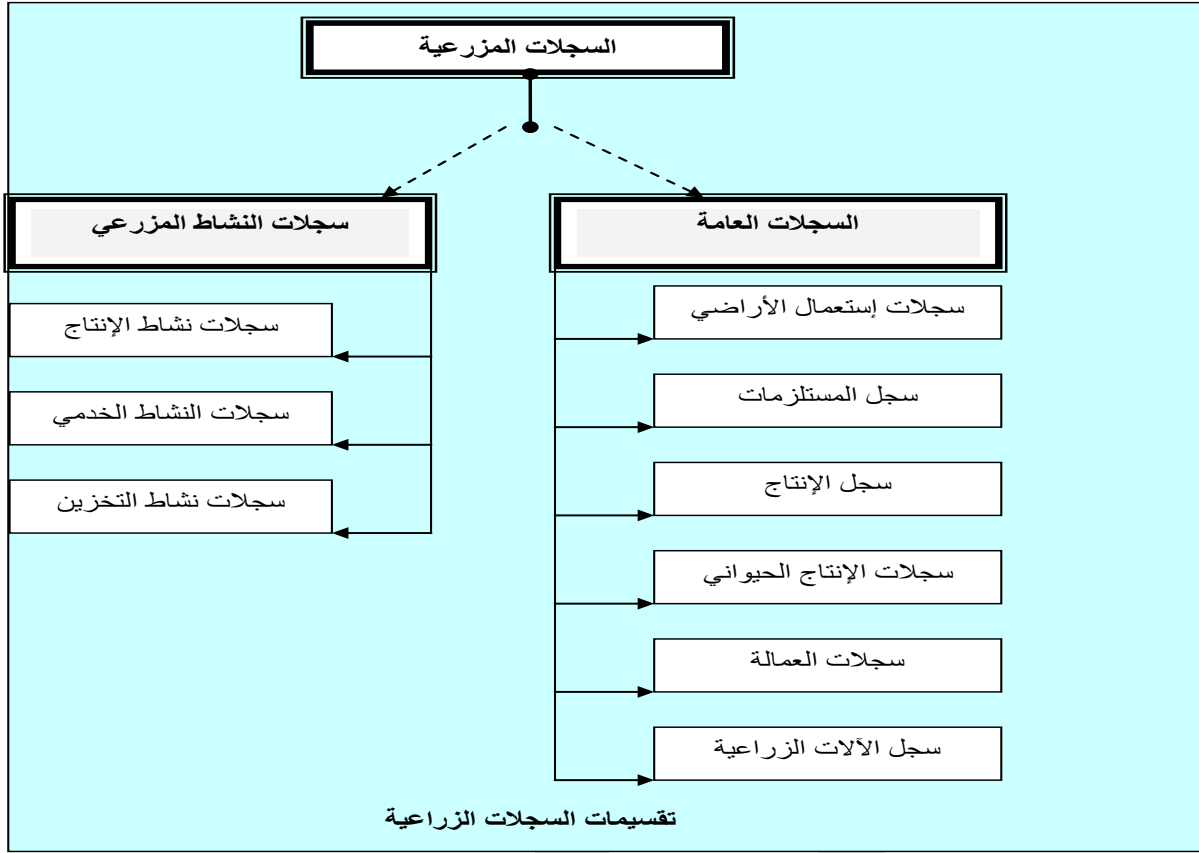 السجلات المزرعية
السجلات العامة
سجلات إستعمال الأراضي
سجل المستلزمات
سجل الإنتاج
سجلات الإنتاج الحيواني
سجلات العمالة
سجل الآلات الزراعية
سجلات النشاط المزرعي
سجلات نشاط الإنتاج
سجلات النشاط الخدمي
سجلات نشاط التخزين
تقسيمات السجلات الزراعية